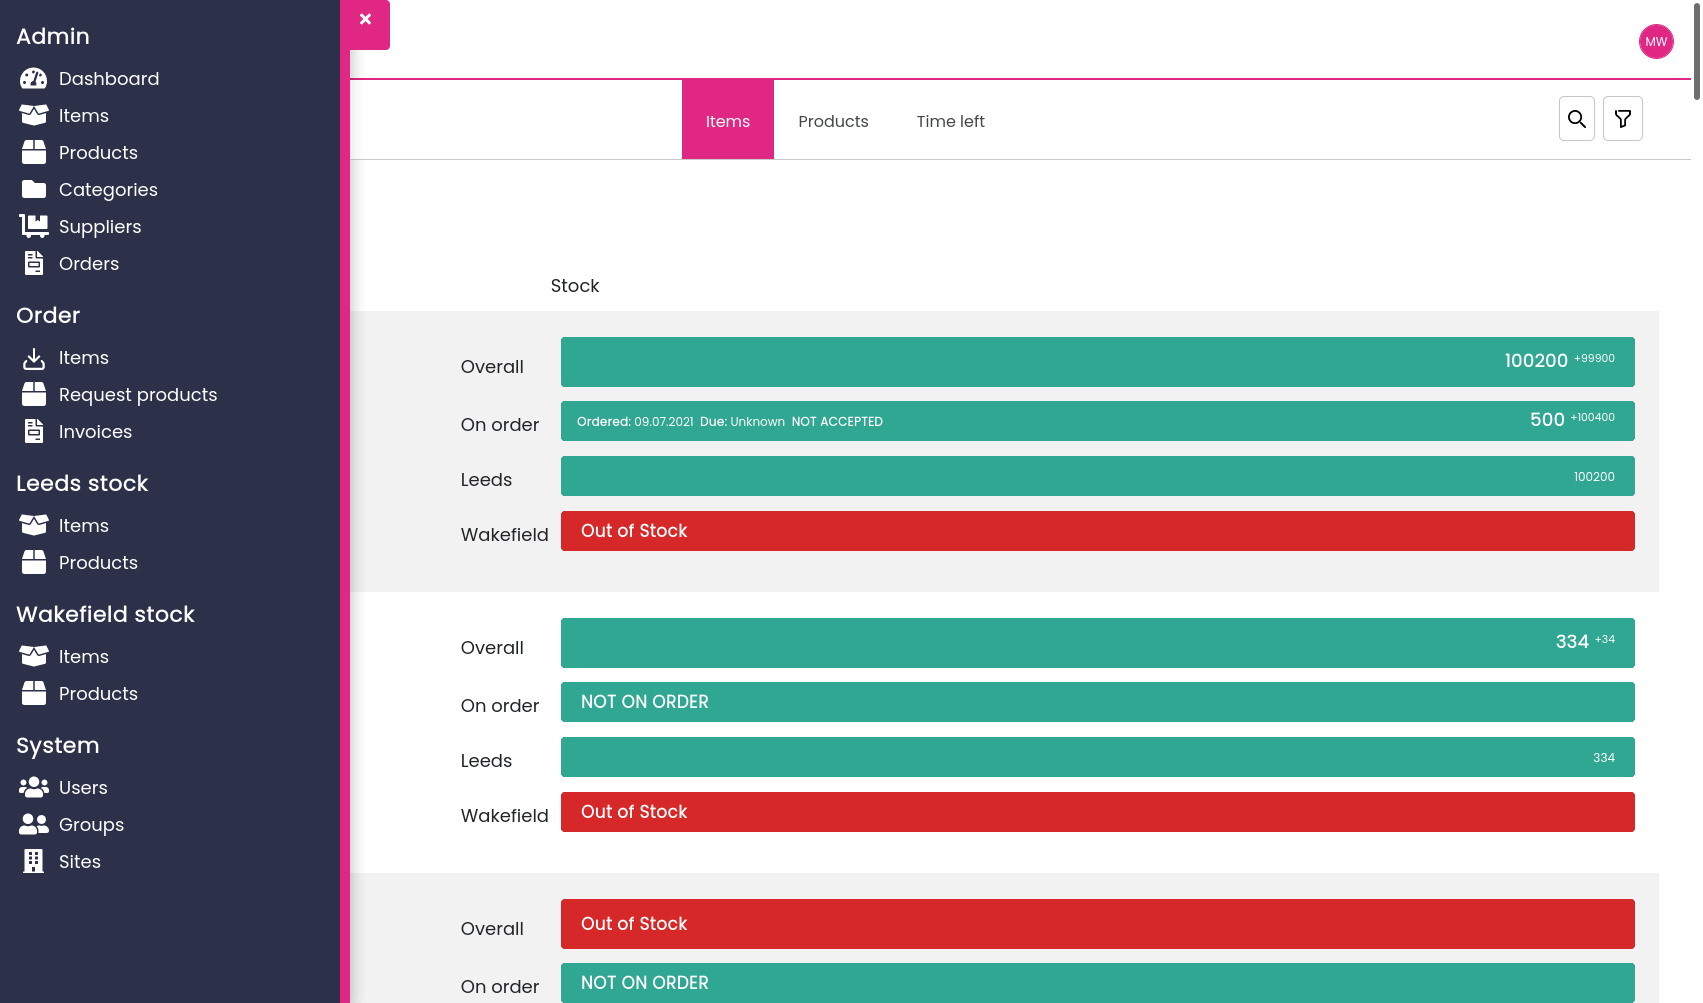 Admin
Dashboard
Items
Products
Categories
Suppliers
Orders
Order
Items
Request products
Invoices
Leeds stock
Items
Products
Wakefield stock
Items
Products
System
Users
Groups
Sites
MW
Items Products Time left
Stock
Overall 100200 +99900
On order Ordered: 09.07.2021 Due: Unknown NOT ACCEPTED 500 +100400
Leeds 100200
Wakefield Out of Stock
Overall 334 +34
On order NOT ON ORDER
Leeds 334
Wakefield Out of Stock
Overall Out of Stock
On order NOT ON ORDER